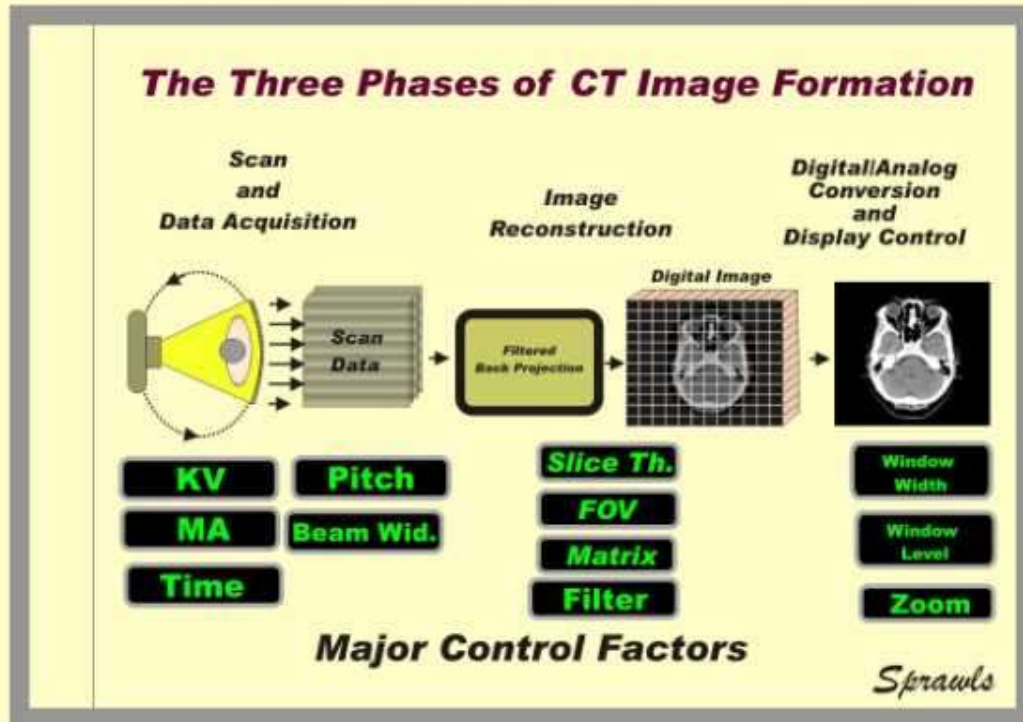 The Three Phases of CT Image Formation
Scan
and
Data Acquisition
Image
Reconstruction
Digital/Analog
Conversion
and
Display Control
Scan
Data
Filtered
Back Projection
Digital Image
KV
MA
Time
Pitch
Beam Wid.
Slice Th.
FOV
Matrix
Filter
Window
Width
Window
Level
Zoom
Major Control Factors
Sprawls